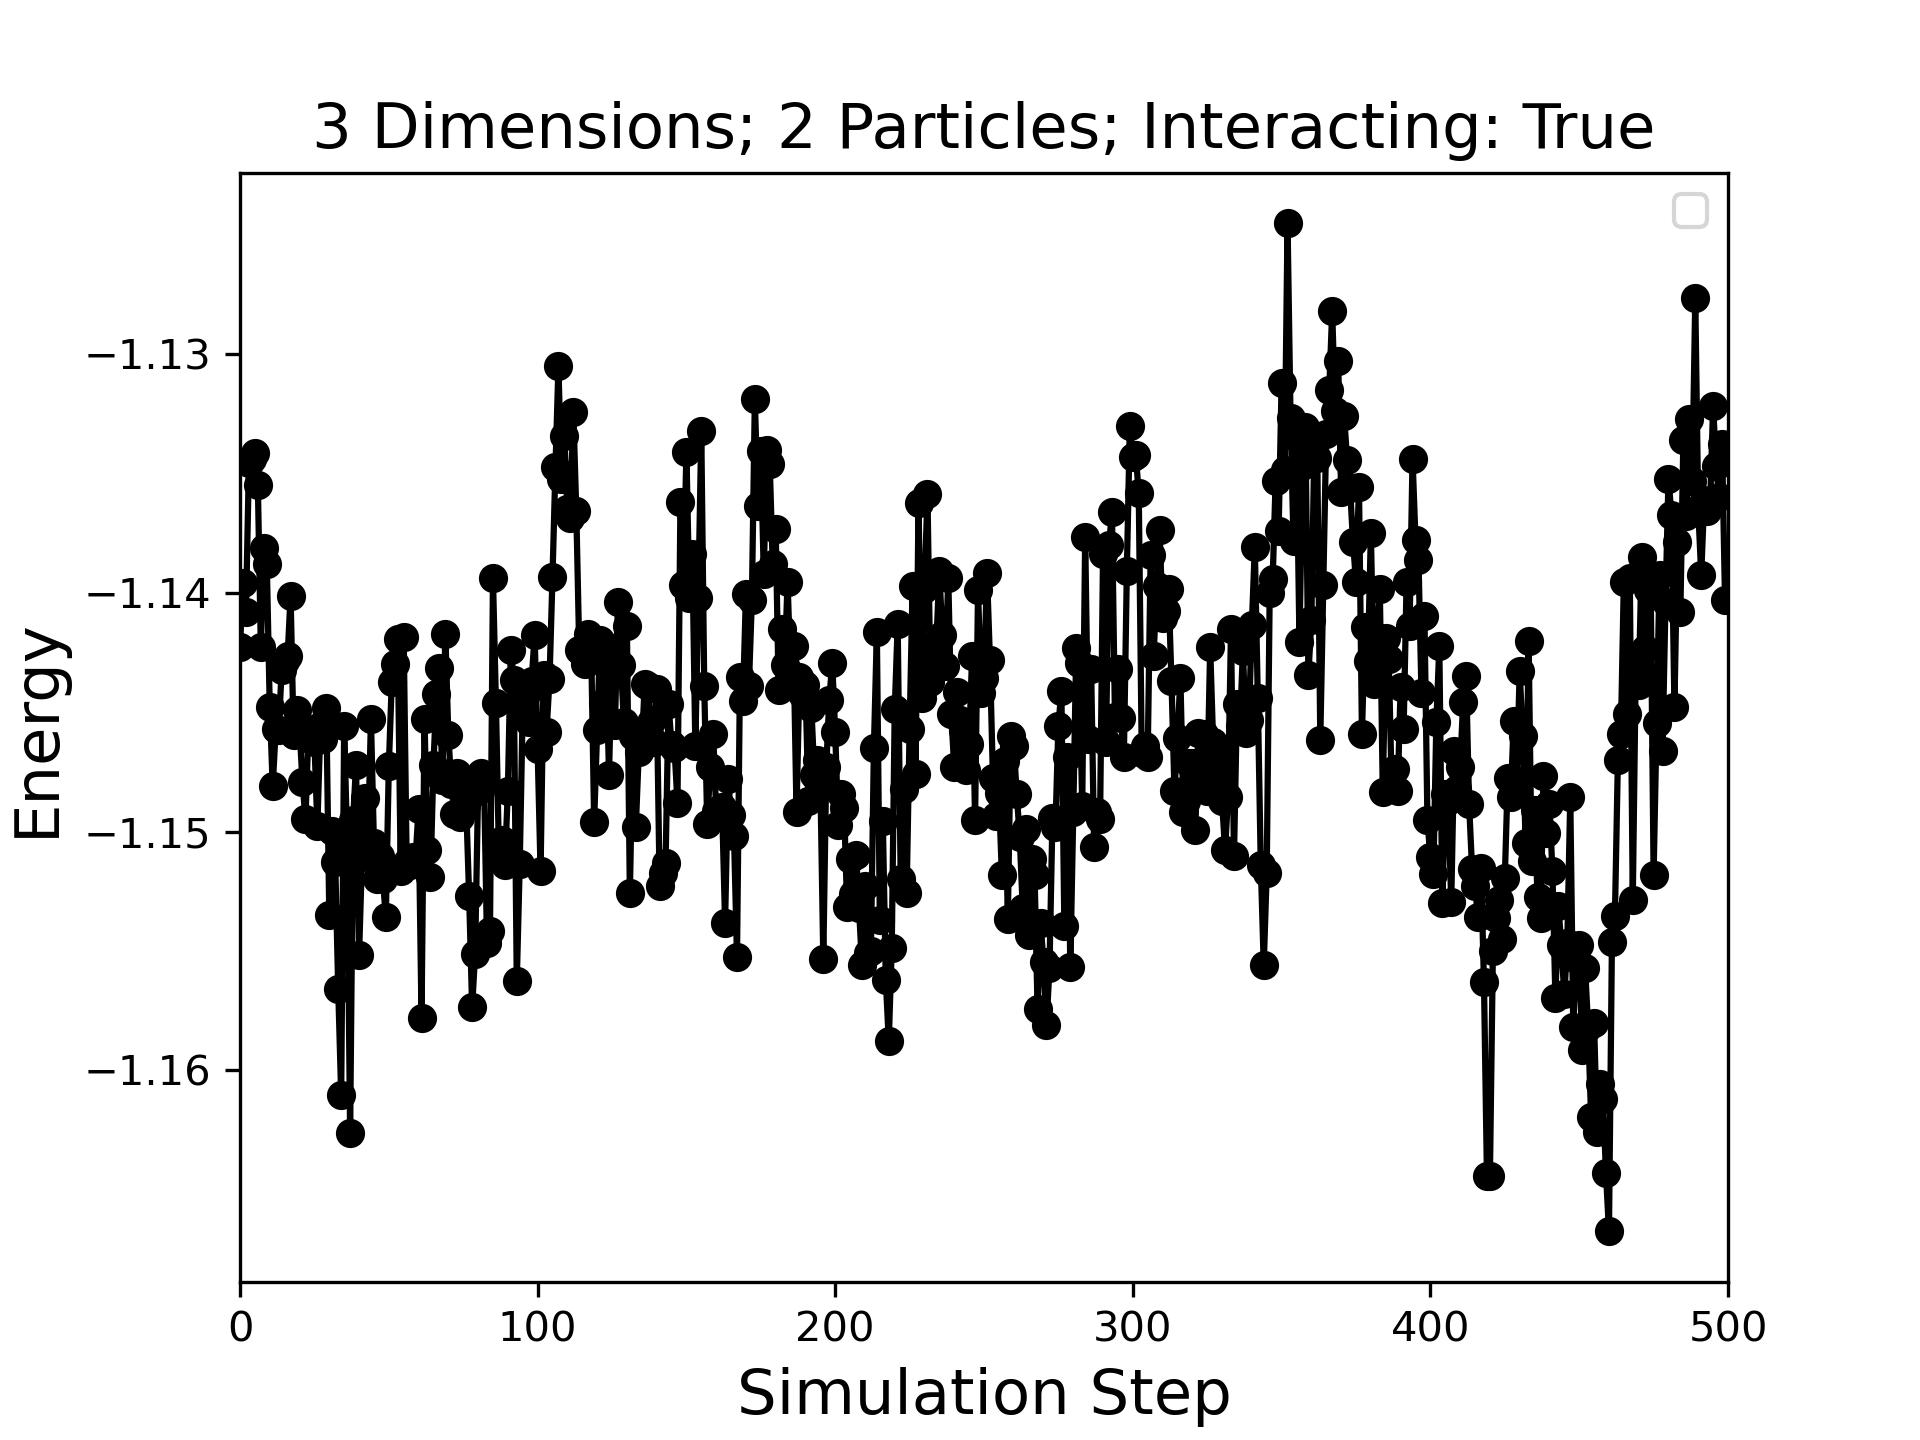 3 Dimensions; 2 Particles; Interacting: True
Energy
−1.13
−1.14
−1.15
−1.16
0 100 200 300 400 500
Simulation Step